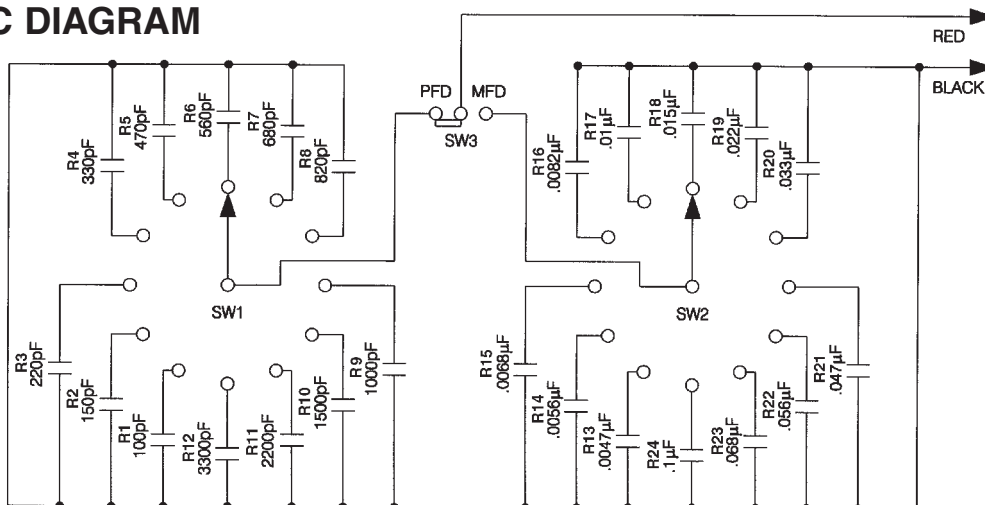 C DIAGRAM
RED
BLACK
PFD MFD
SW3
R4
330pF
R5
470pF
R6
560pF
R7
680pF
R8
820pF
R16
.0082µF
R17
.01µF
R18
.015µF
R19
.022µF
R20
.033µF
SW1
SW2
R3
220pF
R2
150pF
R1
100pF
R12
3300pF
R11
2200pF
R10
1500pF
R9
1000pF
R15
.0068µF
R14
.0056µF
R13
.0047µF
R24
.1µF
R23
.068µF
R22
.056µF
R21
.047µF